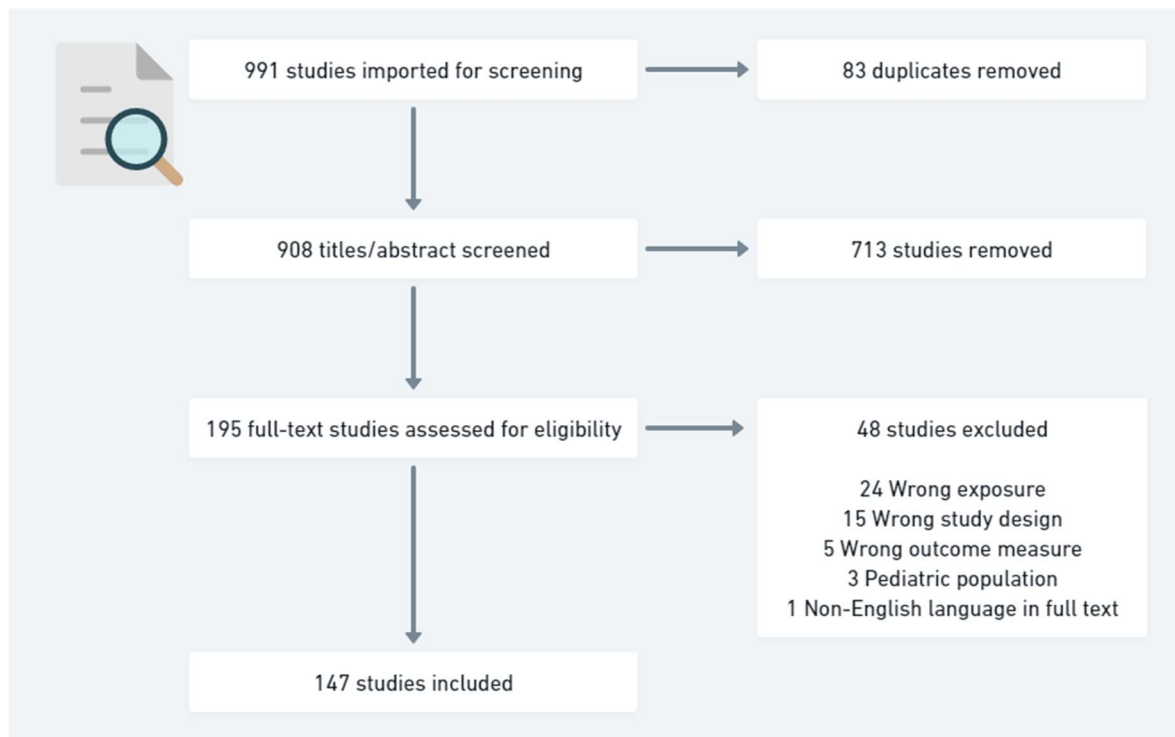 991 studies imported for screening
83 duplicates removed
908 titles/abstract screened
713 studies removed
195 full-text studies assessed for eligibility
48 studies excluded
24 Wrong exposure
15 Wrong study design
5 Wrong outcome measure
3 Pediatric population
1 Non-English language in full text
147 studies included